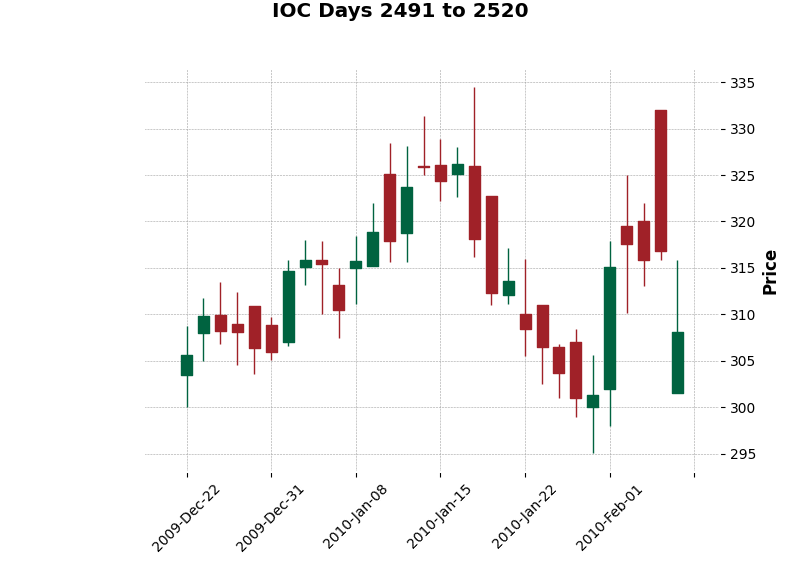 IOC Days 2491 to 2520
335
330
325
320
315
310
305
300
295
Price
2009-Dec-22
2009-Dec-31
2010-Jan-08
2010-Jan-15
2010-Jan-22
2010-Feb-01